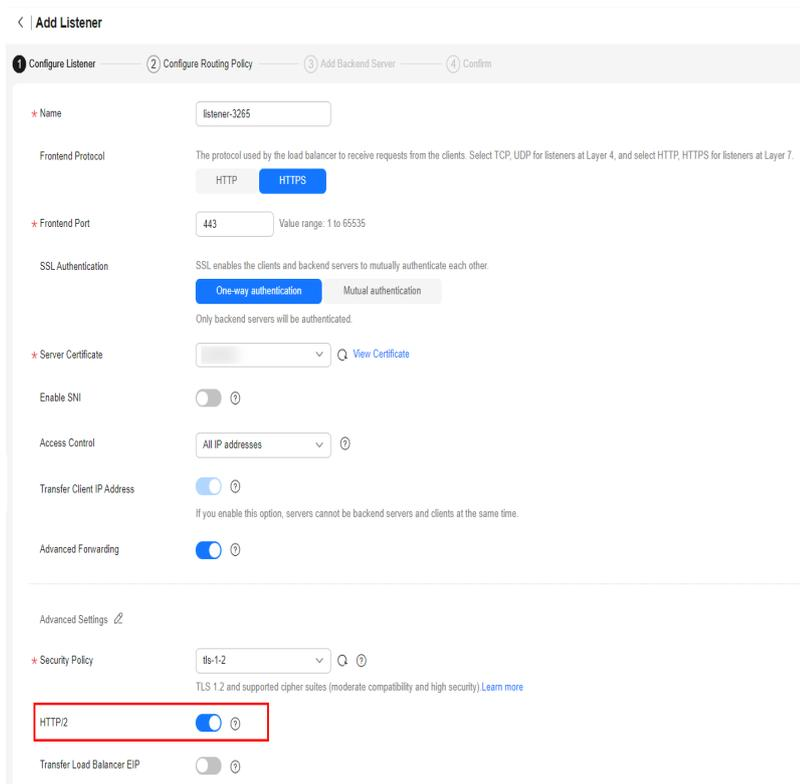 Add Listener
1 Configure Listener 2 Configure Routing Policy 3 Add Backend Server 4 Confirm
* Name listener-3265
Frontend Protocol The protocol used by the load balancer to receive requests from the clients. Select TCP, UDP for listeners at Layer 4, and select HTTP, HTTPS for listeners at Layer 7.
HTTP HTTPS
* Frontend Port 443 Value range: 1 to 65535
SSL Authentication SSL enables the clients and backend servers to mutually authenticate each other.
One-way authentication Mutual authentication
Only backend servers will be authenticated.
* Server Certificate View Certificate
Enable SNI ?
Access Control All IP addresses ?
Transfer Client IP Address ?
If you enable this option, servers cannot be backend servers and clients at the same time.
Advanced Forwarding ?
Advanced Settings
* Security Policy tls-1-2 ?
TLS 1.2 and supported cipher suites (moderate compatibility and high security).Learn more
HTTP/2 ?
Transfer Load Balancer EIP ?